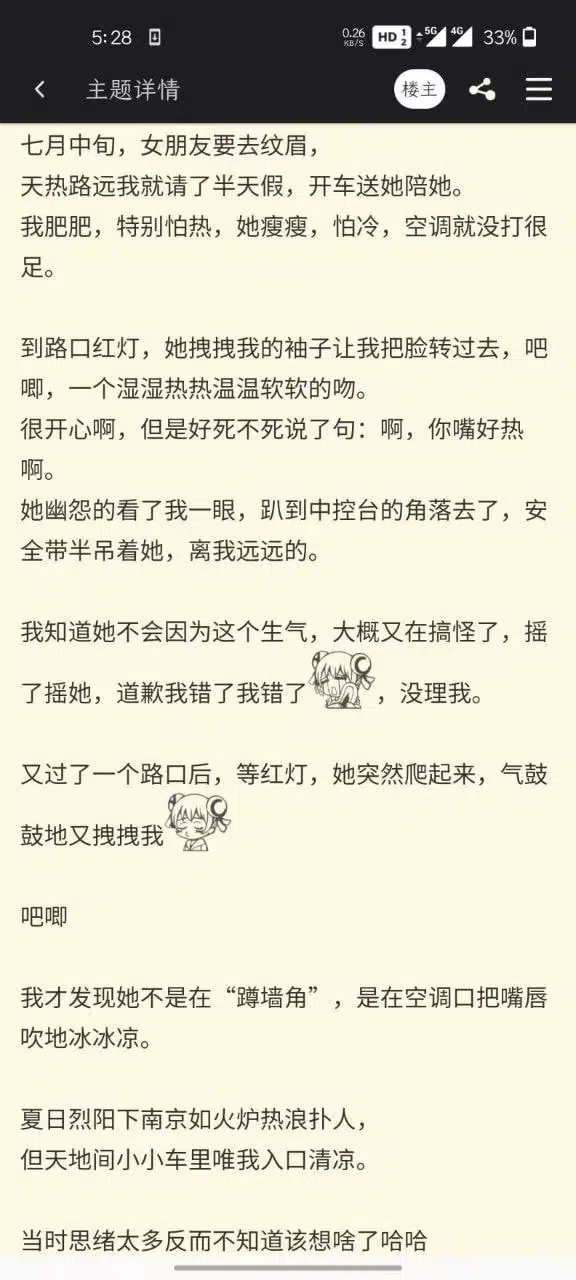 5:28
0.26
KB/S
HD 1 2
5G
4G
33%
主题详情
楼主
七月中旬，女朋友要去纹眉，
天热路远我就请了半天假，开车送她陪她。
我肥肥，特别怕热，她瘦瘦，怕冷，空调就没打很
足。
到路口红灯，她拽拽我的袖子让我把脸转过去，吧
唧，一个湿湿热热温温软软的吻。
很开心啊，但是好死不死说了句：啊，你嘴好热
啊。
她幽怨的看了我一眼，趴到中控台的角落去了，安
全带半吊着她，离我远远的。
我知道她不会因为这个生气，大概又在搞怪了，摇
了摇她，道歉我错了我错了，没理我。
又过了一个路口后，等红灯，她突然爬起来，气鼓
鼓地又拽拽我
吧唧
我才发现她不是在“蹲墙角”，是在空调口把嘴唇
吹地冰冰凉。
夏日烈阳下南京如火炉热浪扑人，
但天地间小小车里唯我入口清凉。
当时思绪太多反而不知道该想啥了哈哈